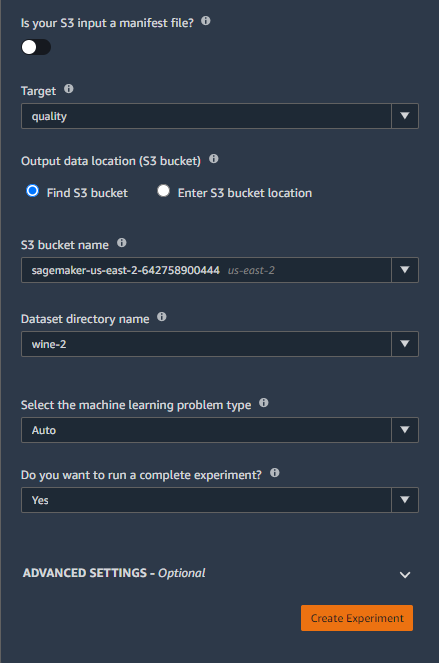 Is your S3 input a manifest file?
Target
quality
Output data location (S3 bucket)
Find S3 bucket Enter S3 bucket location
S3 bucket name
sagemaker-us-east-2-642758900444 us-east-2
Dataset directory name
wine-2
Select the machine learning problem type
Auto
Do you want to run a complete experiment?
Yes
ADVANCED SETTINGS - Optional
Create Experiment